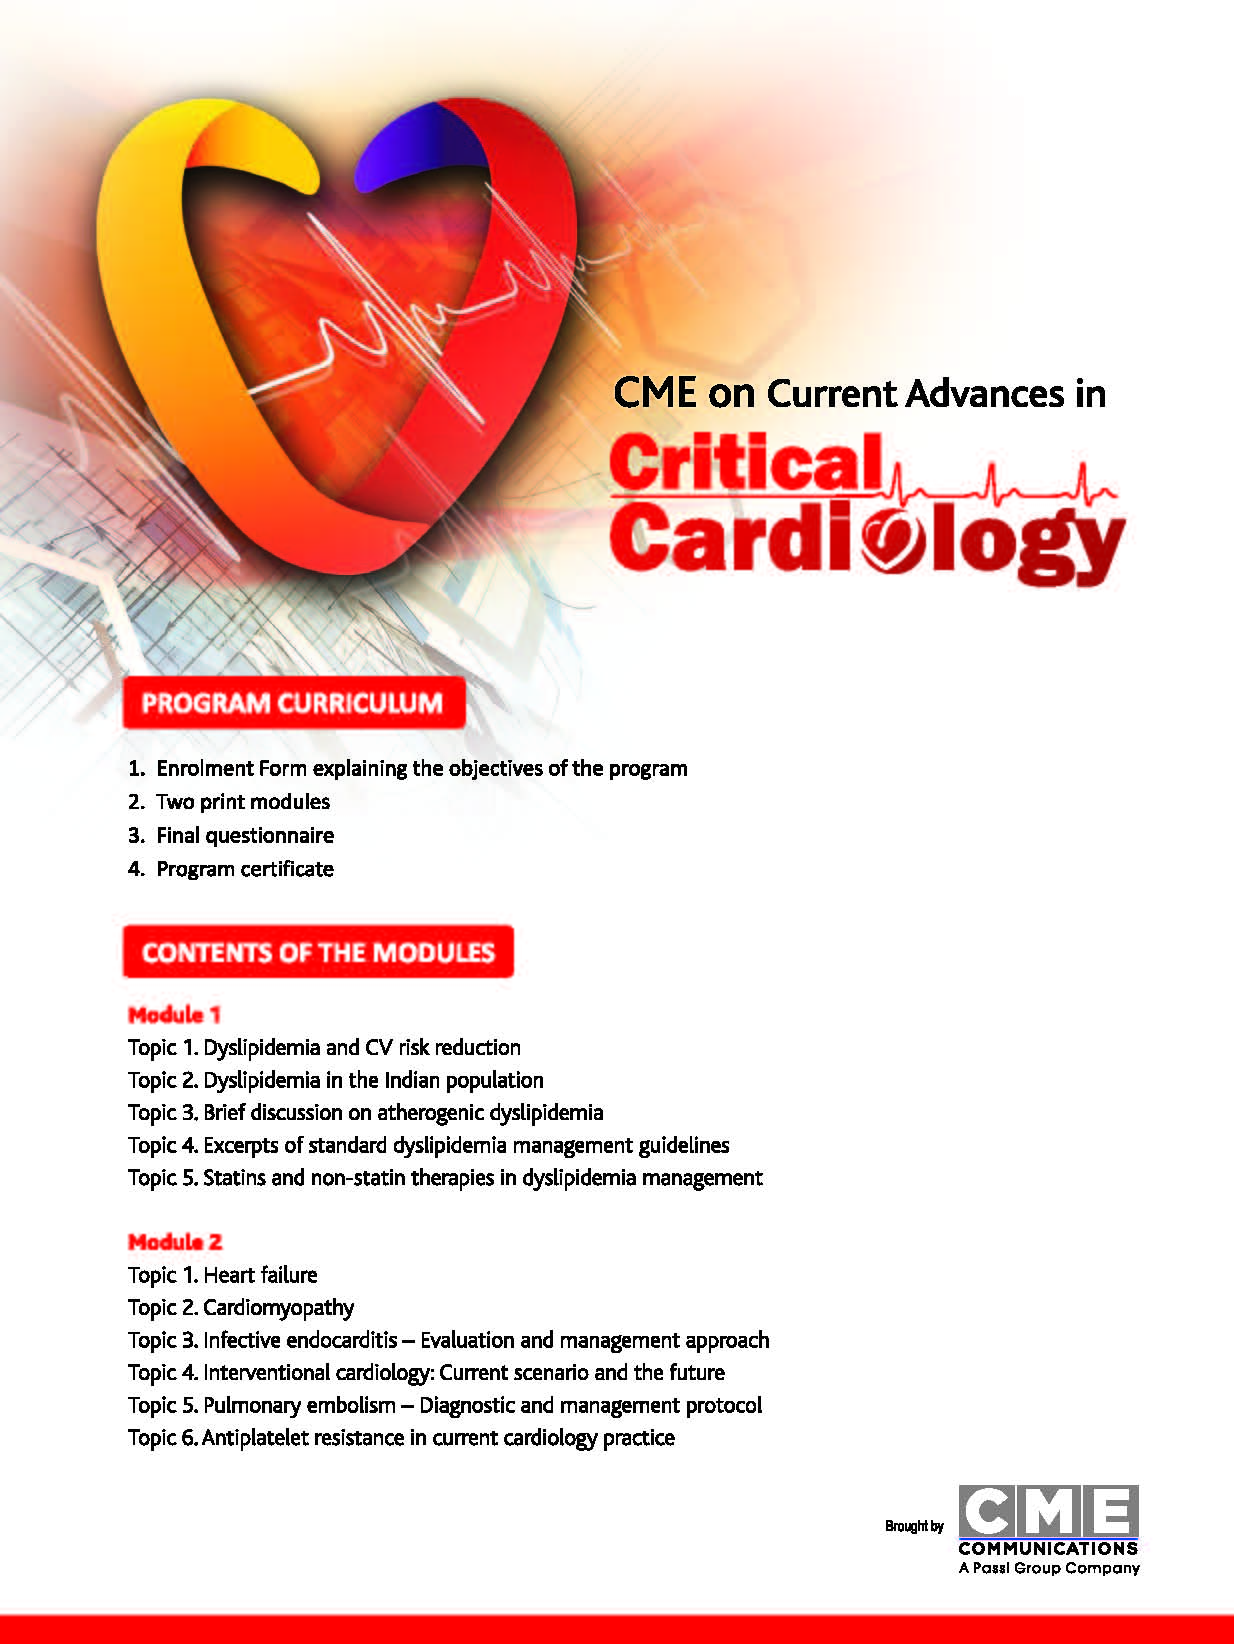 CME on Current Advances in
Critical
Cardiology
PROGRAM CURRICULUM
1. Enrolment Form explaining the objectives of the program
2. Two print modules
3. Final questionnaire
4. Program certificate
CONTENTS OF THE MODULES
Module 1
Topic 1. Dyslipidemia and CV risk reduction
Topic 2. Dyslipidemia in the Indian population
Topic 3. Brief discussion on atherogenic dyslipidemia
Topic 4. Excerpts of standard dyslipidemia management guidelines
Topic 5. Statins and non-statin therapies in dyslipidemia management
Module 2
Topic 1. Heart failure
Topic 2. Cardiomyopathy
Topic 3. Infective endocarditis – Evaluation and management approach
Topic 4. Interventional cardiology: Current scenario and the future
Topic 5. Pulmonary embolism – Diagnostic and management protocol
Topic 6. Antiplatelet resistance in current cardiology practice
Brought by
CME
COMMUNICATIONS
A Passi Group Company